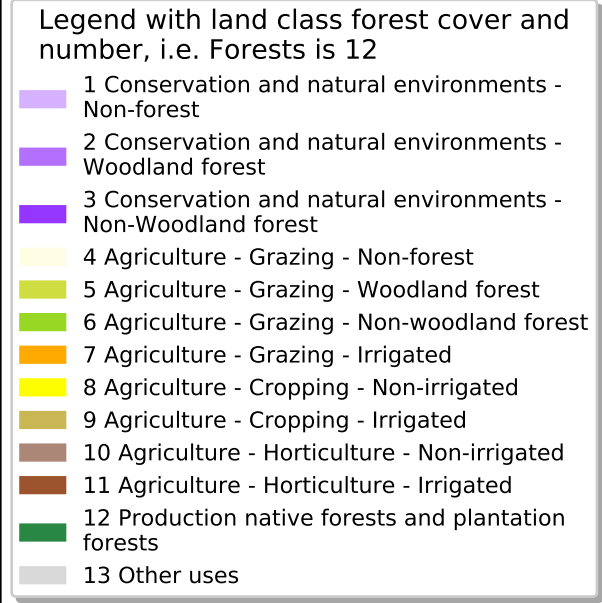 Legend with land class forest cover and
number, i.e. Forests is 12
1 Conservation and natural environments -
Non-forest
2 Conservation and natural environments -
Woodland forest
3 Conservation and natural environments -
Non-Woodland forest
4 Agriculture - Grazing - Non-forest
5 Agriculture - Grazing - Woodland forest
6 Agriculture - Grazing - Non-woodland forest
7 Agriculture - Grazing - Irrigated
8 Agriculture - Cropping - Non-irrigated
9 Agriculture - Cropping - Irrigated
10 Agriculture - Horticulture - Non-irrigated
11 Agriculture - Horticulture - Irrigated
12 Production native forests and plantation
forests
13 Other uses